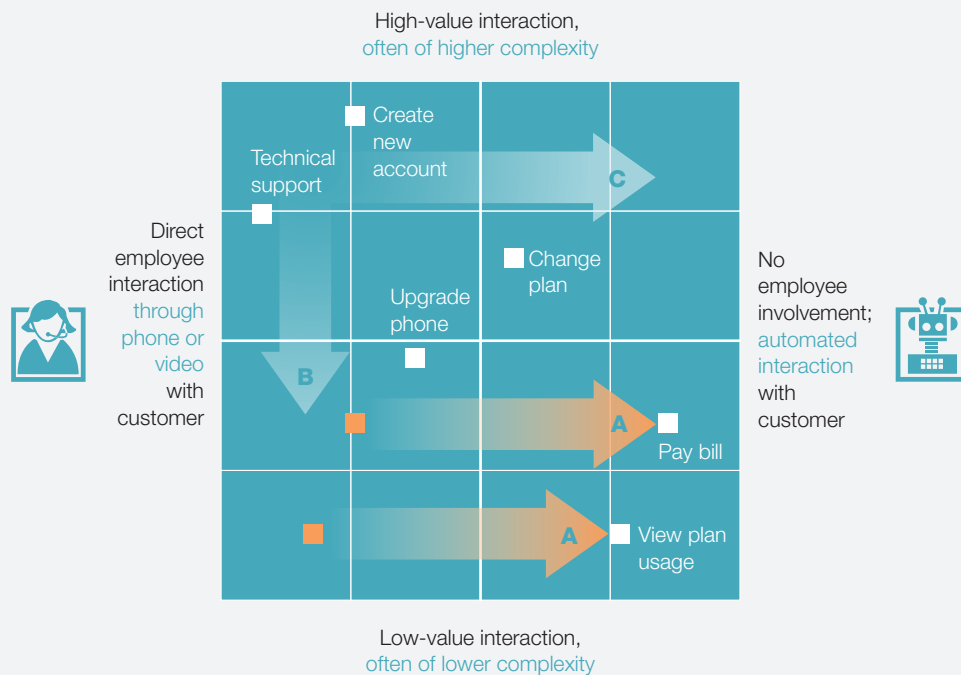 High-value interaction,
often of higher complexity
Create
new
account
Technical
support
C
Direct
employee
interaction
through
phone or
video
with
customer
Change
plan
No
employee
involvement;
automated
interaction
with
customer
Upgrade
phone
B
A
Pay bill
A
View plan
usage
Low-value interaction,
often of lower complexity